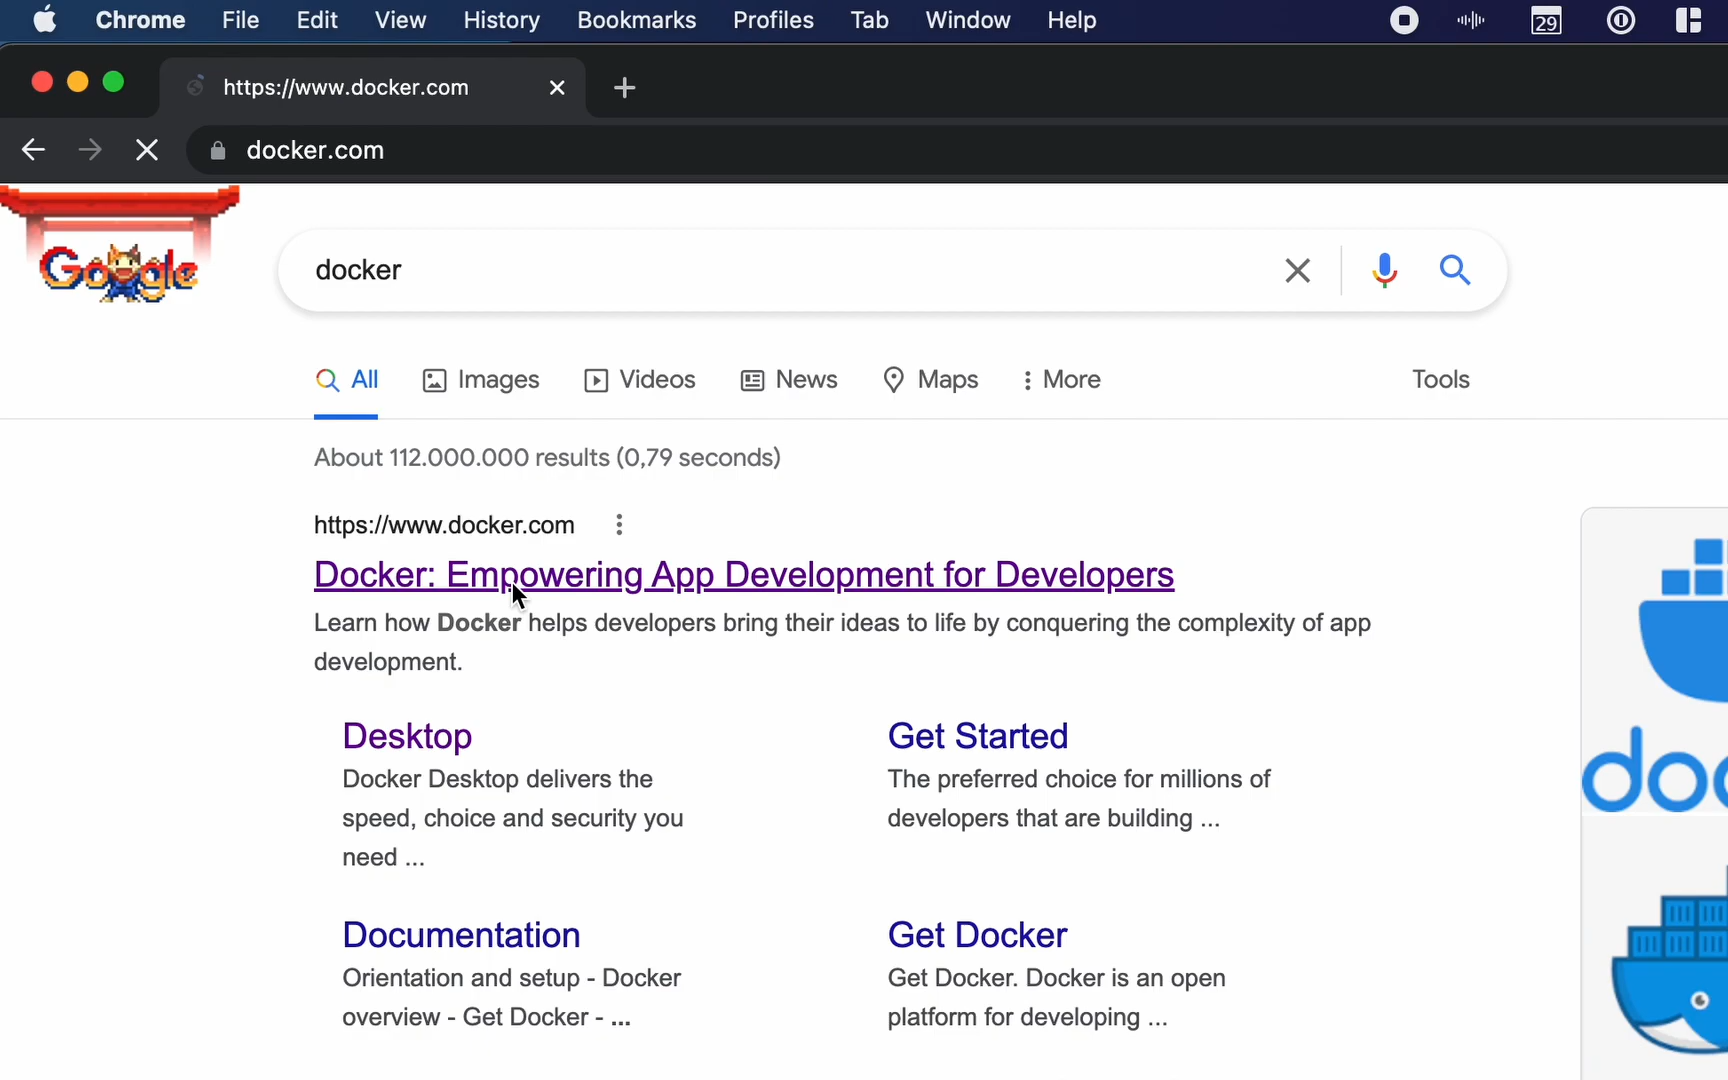 Chrome File Edit View History Bookmarks Profiles Tab Window Help 29
https://www.docker.com
docker.com
Google
docker
All Images Videos News Maps More Tools
About 112.000.000 results (0,79 seconds)
https://www.docker.com
Docker: Empowering App Development for Developers
Learn how Docker helps developers bring their ideas to life by conquering the complexity of app
development.
Desktop
Docker Desktop delivers the
speed, choice and security you
need ...
Get Started
The preferred choice for millions of
developers that are building ...
Documentation
Orientation and setup - Docker
overview - Get Docker - ...
Get Docker
Get Docker. Docker is an open
platform for developing ...